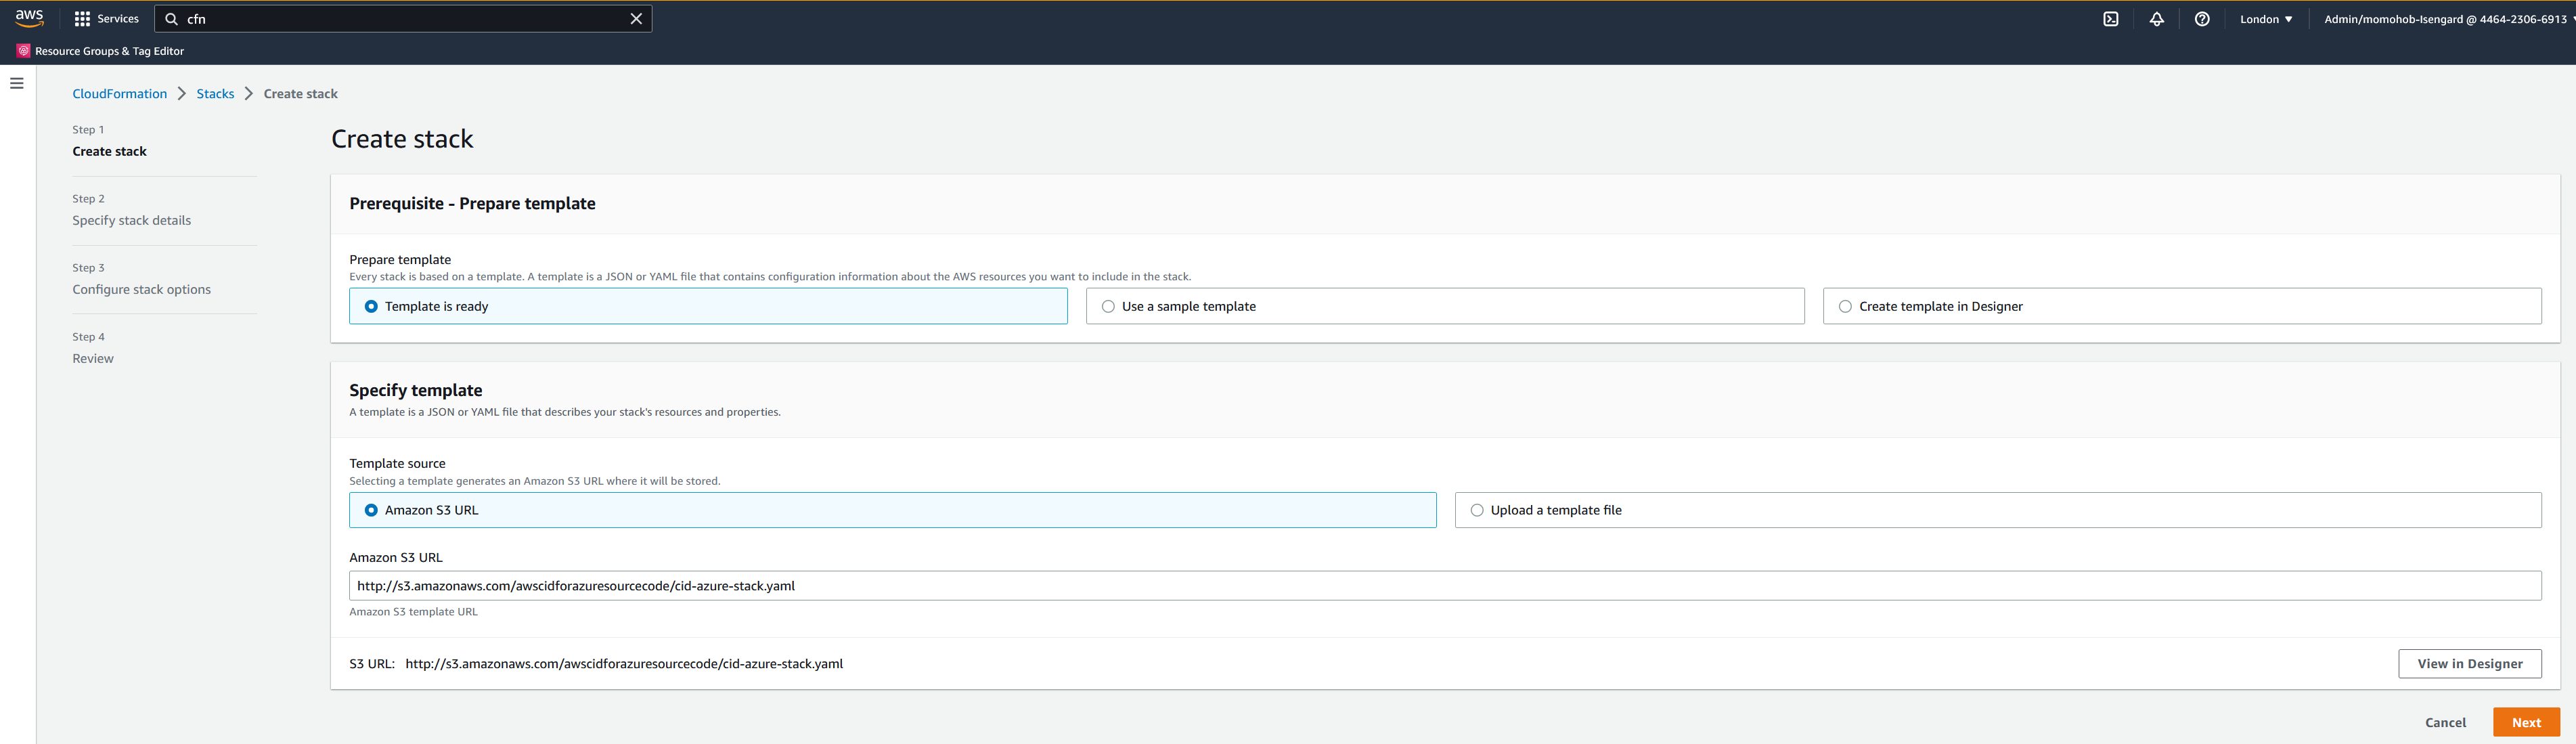 aws Services cfn London Admin/momohob-Isengard @ 4464-2306-6913
Resource Groups & Tag Editor
CloudFormation Stacks Create stack
Step 1
Create stack
Step 2
Specify stack details
Step 3
Configure stack options
Step 4
Review
Create stack
Prerequisite - Prepare template
Prepare template
Every stack is based on a template. A template is a JSON or YAML file that contains configuration information about the AWS resources you want to include in the stack.
Template is ready
Use a sample template
Create template in Designer
Specify template
A template is a JSON or YAML file that describes your stack's resources and properties.
Template source
Selecting a template generates an Amazon S3 URL where it will be stored.
Amazon S3 URL
Upload a template file
Amazon S3 URL
http://s3.amazonaws.com/awscidforazuresourcecode/cid-azure-stack.yaml
Amazon S3 template URL
S3 URL: http://s3.amazonaws.com/awscidforazuresourcecode/cid-azure-stack.yaml
View in Designer
Cancel
Next